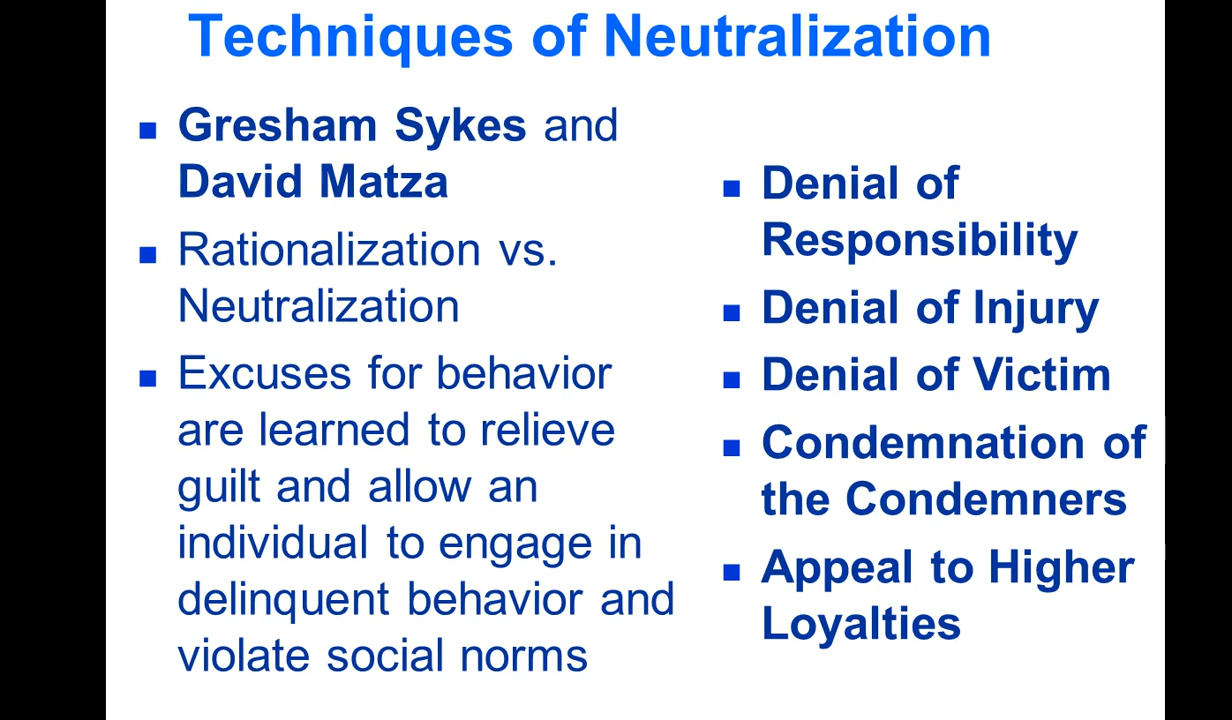 Techniques of Neutralization
■ Gresham Sykes and
David Matza
■ Rationalization vs.
Neutralization
■ Excuses for behavior
are learned to relieve
guilt and allow an
individual to engage in
delinquent behavior and
violate social norms
■ Denial of
Responsibility
■ Denial of Injury
■ Denial of Victim
■ Condemnation of
the Condemners
■ Appeal to Higher
Loyalties